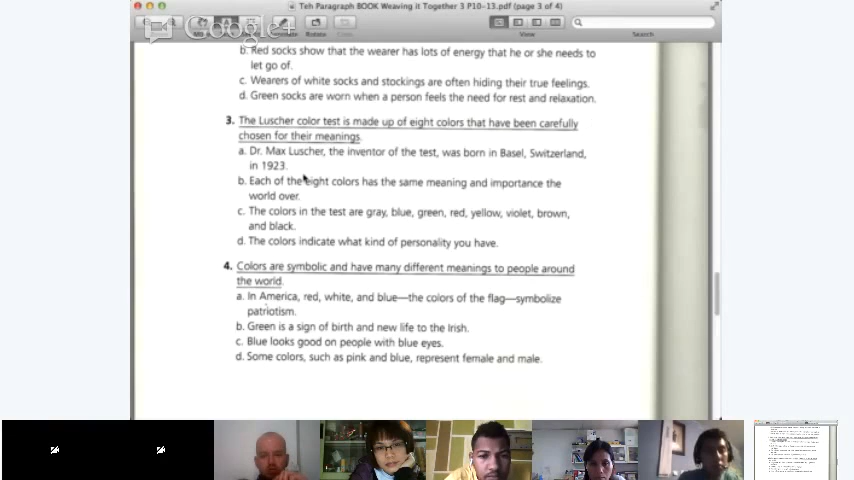 Teh Paragraph BOOK Weaving it Together 3 P10-13.pdf (page 3 of 4)
Google+
Rotate
View
Search
b. Red socks show that the wearer has lots of energy that he or she needs to
let go of.
c. Wearers of white socks and stockings are often hiding their true feelings.
d. Green socks are worn when a person feels the need for rest and relaxation.
3. The Luscher color test is made up of eight colors that have been carefully
chosen for their meanings.
a. Dr. Max Luscher, the inventor of the test, was born in Basel, Switzerland,
in 1923.
b. Each of the eight colors has the same meaning and importance the
world over.
c. The colors in the test are gray, blue, green, red, yellow, violet, brown,
and black.
d. The colors indicate what kind of personality you have.
4. Colors are symbolic and have many different meanings to people around
the world.
a. In America, red, white, and blue—the colors of the flag—symbolize
patriotism.
b. Green is a sign of birth and new life to the Irish.
c. Blue looks good on people with blue eyes.
d. Some colors, such as pink and blue, represent female and male.